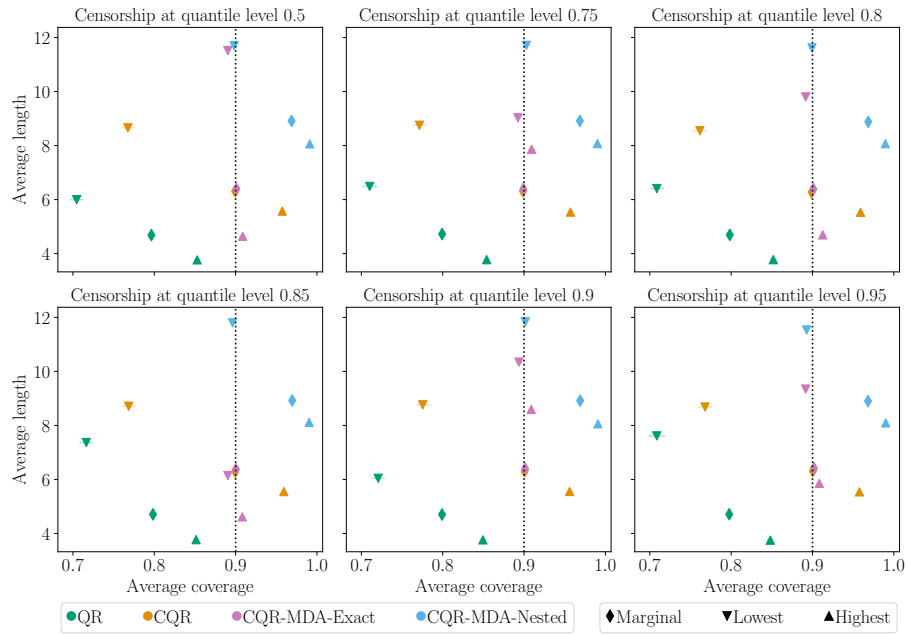 Censorship at quantile level 0.5 Censorship at quantile level 0.75 Censorship at quantile level 0.8
Average length
12
10
8
6
4
Censorship at quantile level 0.85 Censorship at quantile level 0.9 Censorship at quantile level 0.95
Average length
12
10
8
6
4
0.7 0.8 0.9 1.0 0.7 0.8 0.9 1.0 0.7 0.8 0.9 1.0
Average coverage Average coverage Average coverage
QR CQR CQR-MDA-Exact CQR-MDA-Nested Marginal Lowest Highest